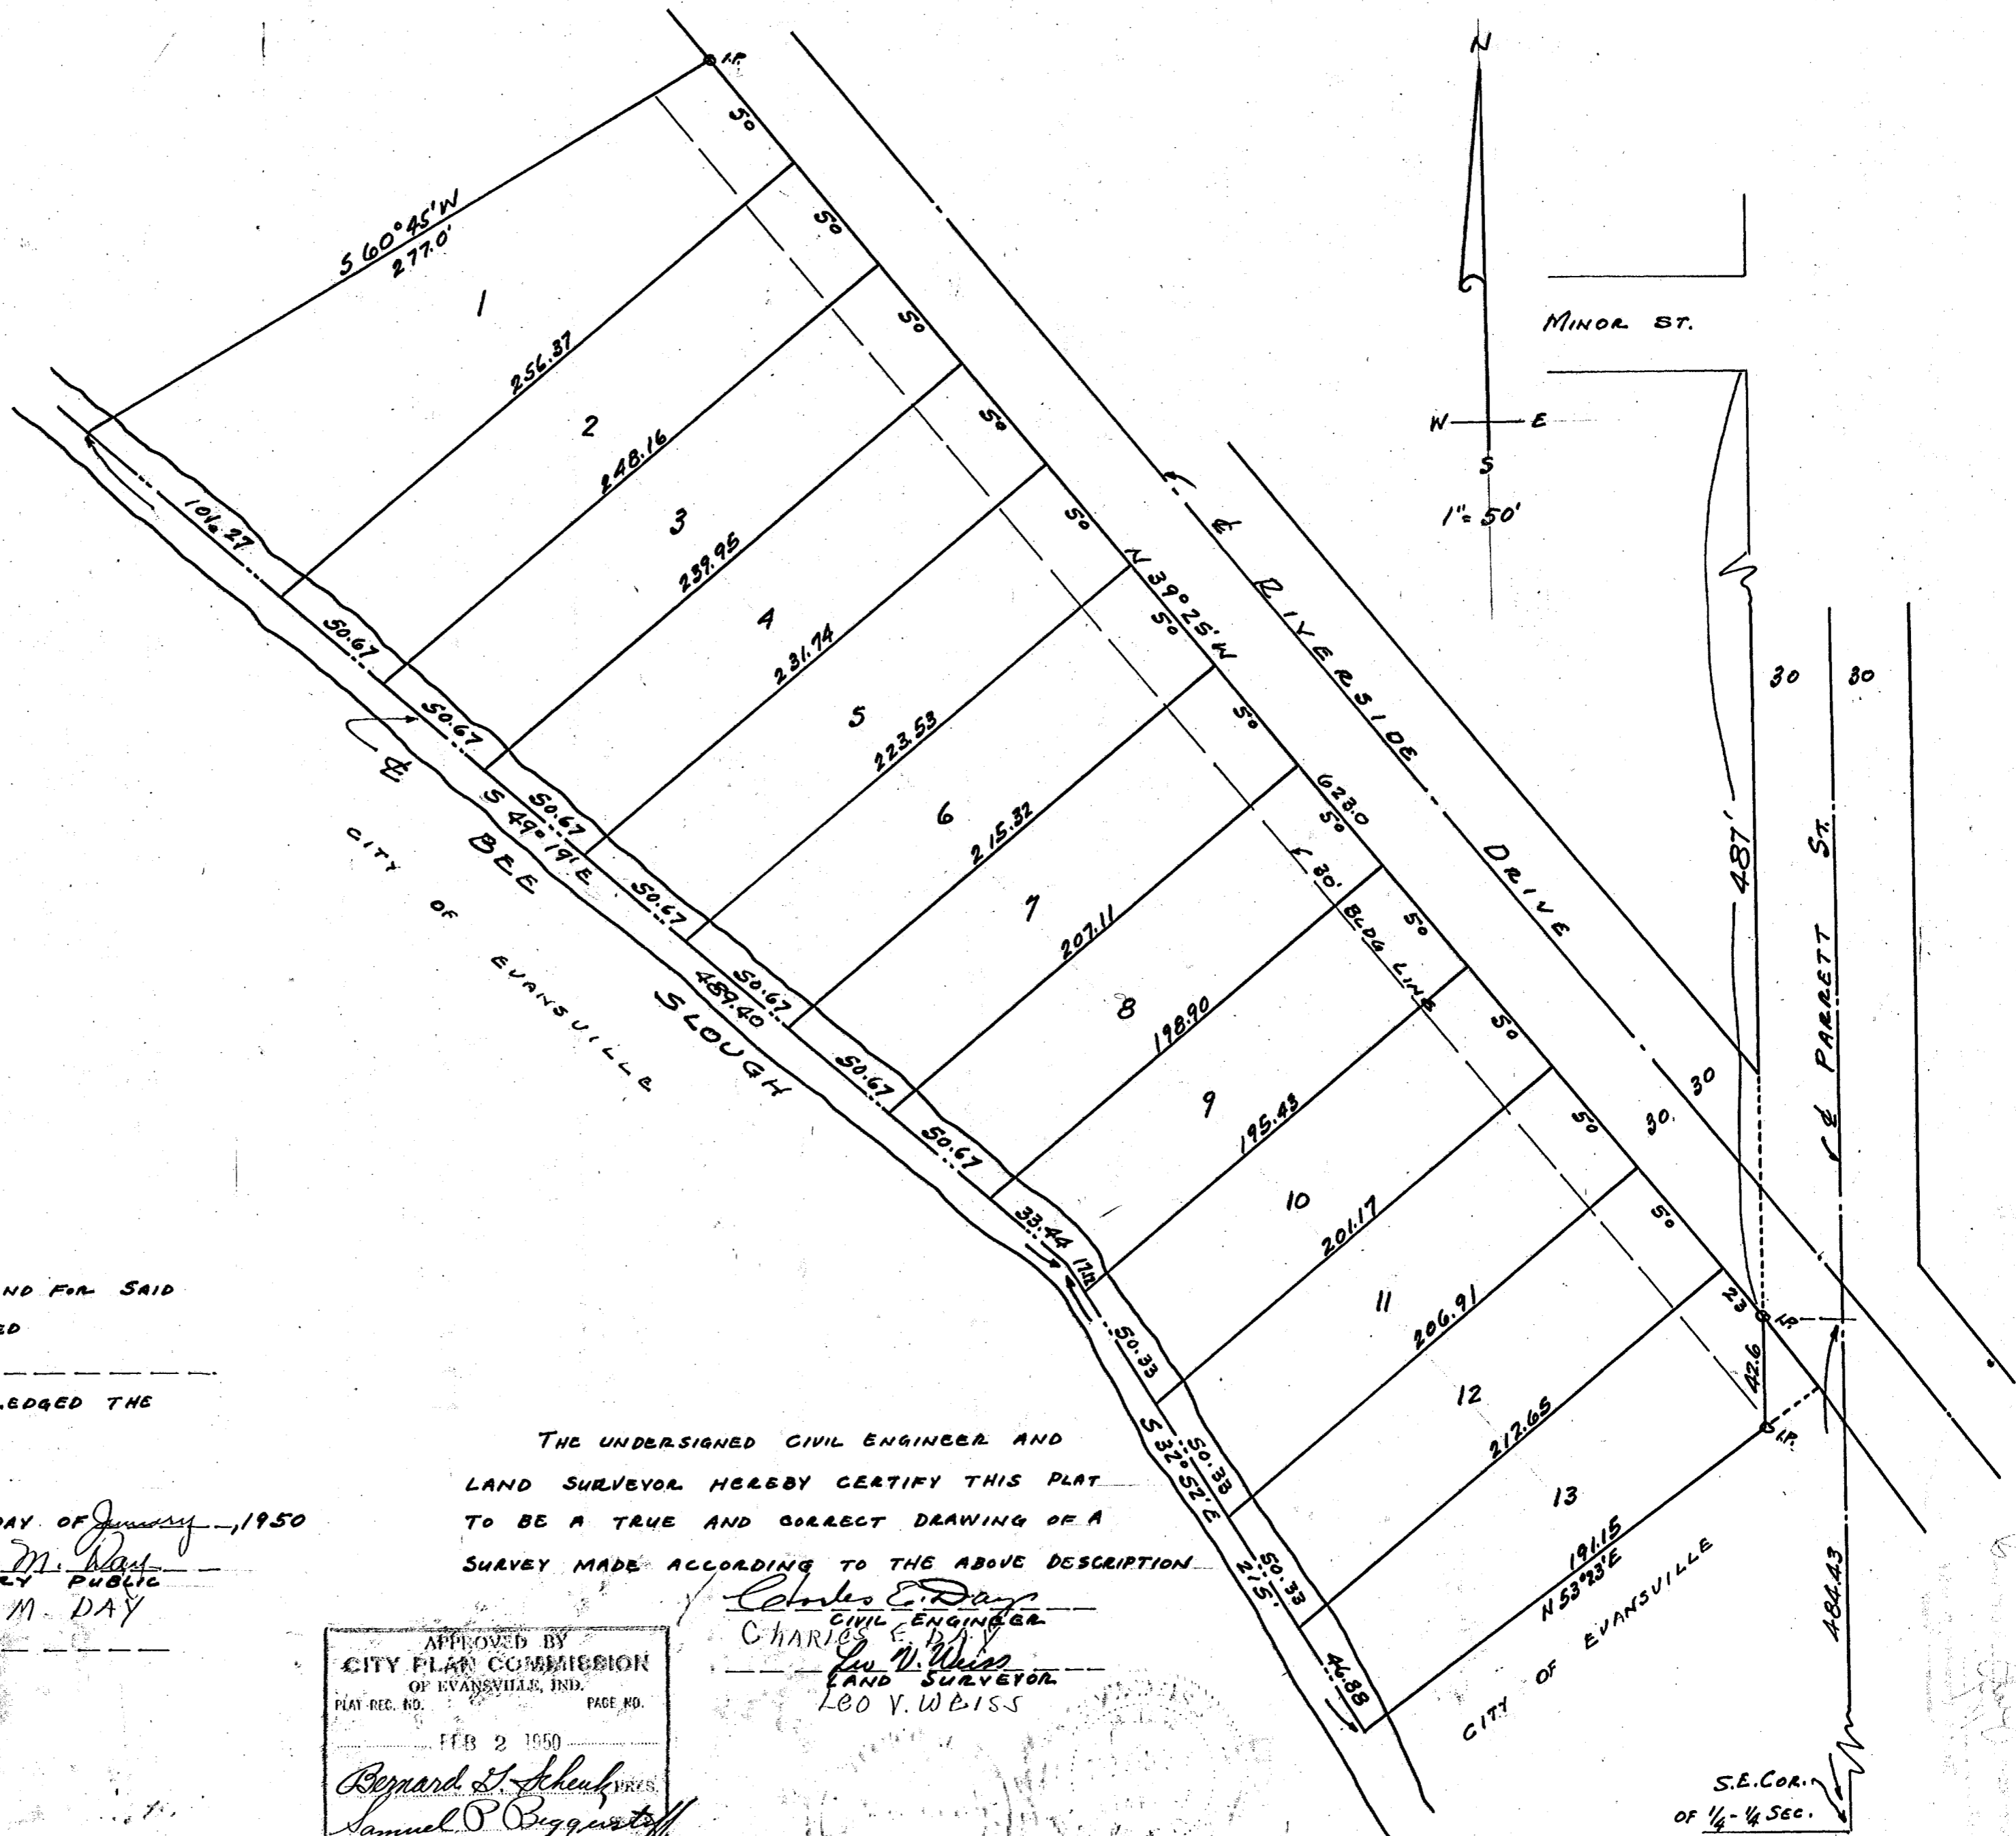 I.P.
50
50
50
50
50
50
50
50
50
50
50
50
23
N 39° 25' W
623.0
S 60° 45' W
277.0'
1
256.37
2
248.16
3
239.95
4
231.74
5
223.53
6
215.32
7
207.11
8
198.90
9
195.43
10
201.17
11
206.91
12
212.65
13
191.15
N 53° 23' E
106.27
50.67
50.67
50.67
50.67
50.67
50.67
50.67
33.44
17.12
50.33
50.33
50.33
46.88
S 49° 19' E
489.40
S 32° 52' E
215'
℄
BEE SLOUGH
CITY OF EVANSVILLE
℄ RIVERSIDE DRIVE
30' BLDG LINE
N
W E
S
1" = 50'
MINOR ST.
487'
30 30
℄ PARRETT ST.
30
30
I.P.
42.6
I.P.
484.43
CITY OF EVANSVILLE
S.E. COR.
OF 1/4 - 1/4 SEC.
ND FOR SAID
ED
LEDGED THE
DAY OF January, 1950
M. Day
RY PUBLIC
M. DAY
THE UNDERSIGNED CIVIL ENGINEER AND
LAND SURVEYOR HEREBY CERTIFY THIS PLAT
TO BE A TRUE AND CORRECT DRAWING OF A
SURVEY MADE ACCORDING TO THE ABOVE DESCRIPTION
Charles E. Day
CIVIL ENGINEER
CHARLES E. DAY
Leo V. Weiss
LAND SURVEYOR
LEO V. WEISS
APPROVED BY
CITY PLAN COMMISSION
OF EVANSVILLE, IND.
PLAT REC. NO. PAGE NO.
FEB 2 1950
Bernard G. Schenk PRES.
Samuel P.